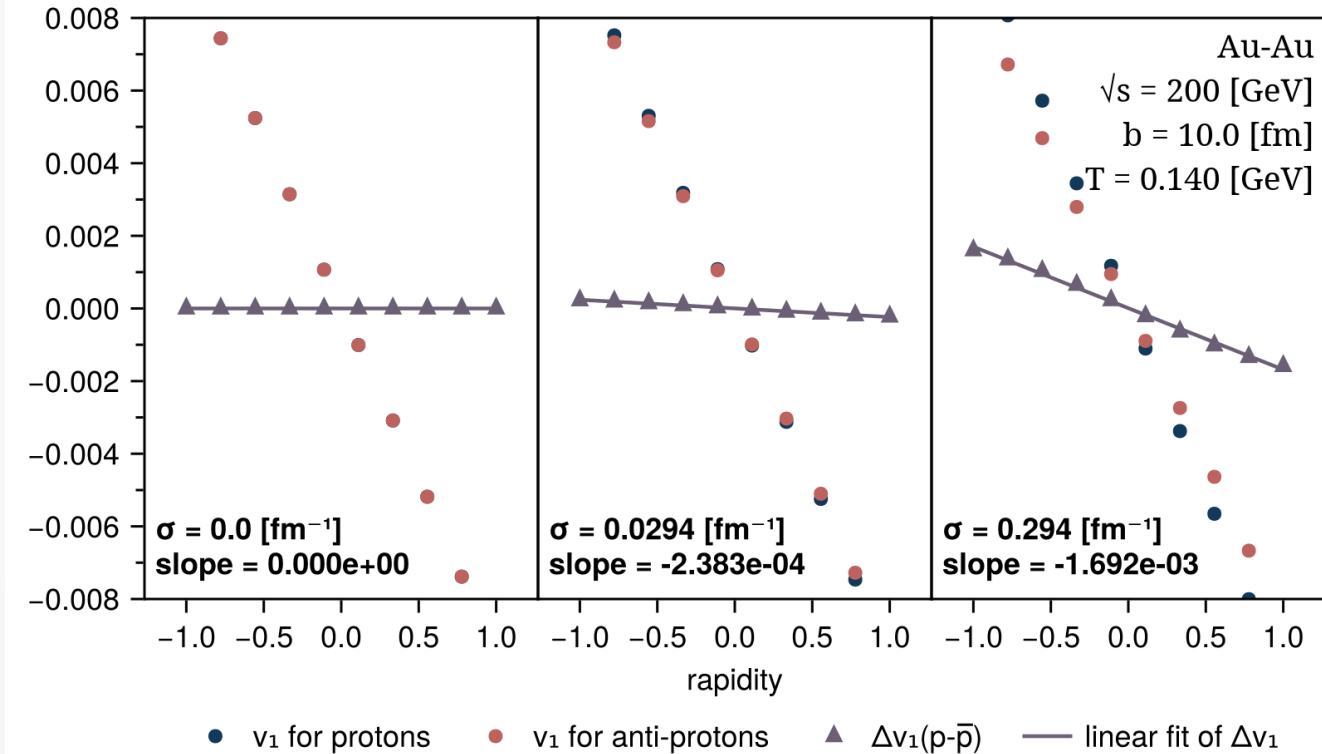 0.008
0.006
0.004
0.002
0.000
−0.002
−0.004
−0.006
−0.008
σ = 0.0 [fm⁻¹]
slope = 0.000e+00
σ = 0.0294 [fm⁻¹]
slope = -2.383e-04
Au-Au
√s = 200 [GeV]
b = 10.0 [fm]
T = 0.140 [GeV]
σ = 0.294 [fm⁻¹]
slope = -1.692e-03
−1.0 −0.5 0.0 0.5 1.0 −1.0 −0.5 0.0 0.5 1.0 −1.0 −0.5 0.0 0.5 1.0
rapidity
v₁ for protons v₁ for anti-protons Δv₁(p-p̅) linear fit of Δv₁